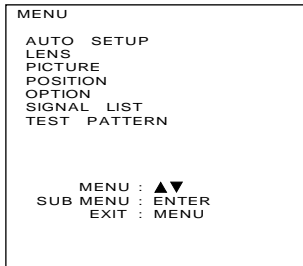 MENU
AUTO SETUP
LENS
PICTURE
POSITION
OPTION
SIGNAL LIST
TEST PATTERN
MENU : ▲▼
SUB MENU : ENTER
EXIT : MENU